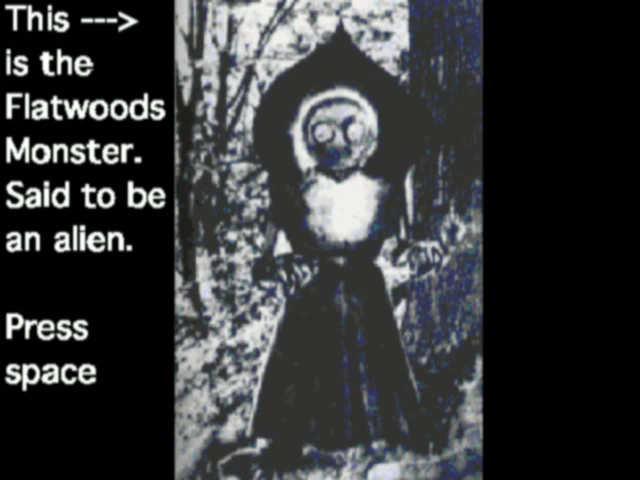 This --->
is the
Flatwoods
Monster.
Said to be
an alien.
Press
space